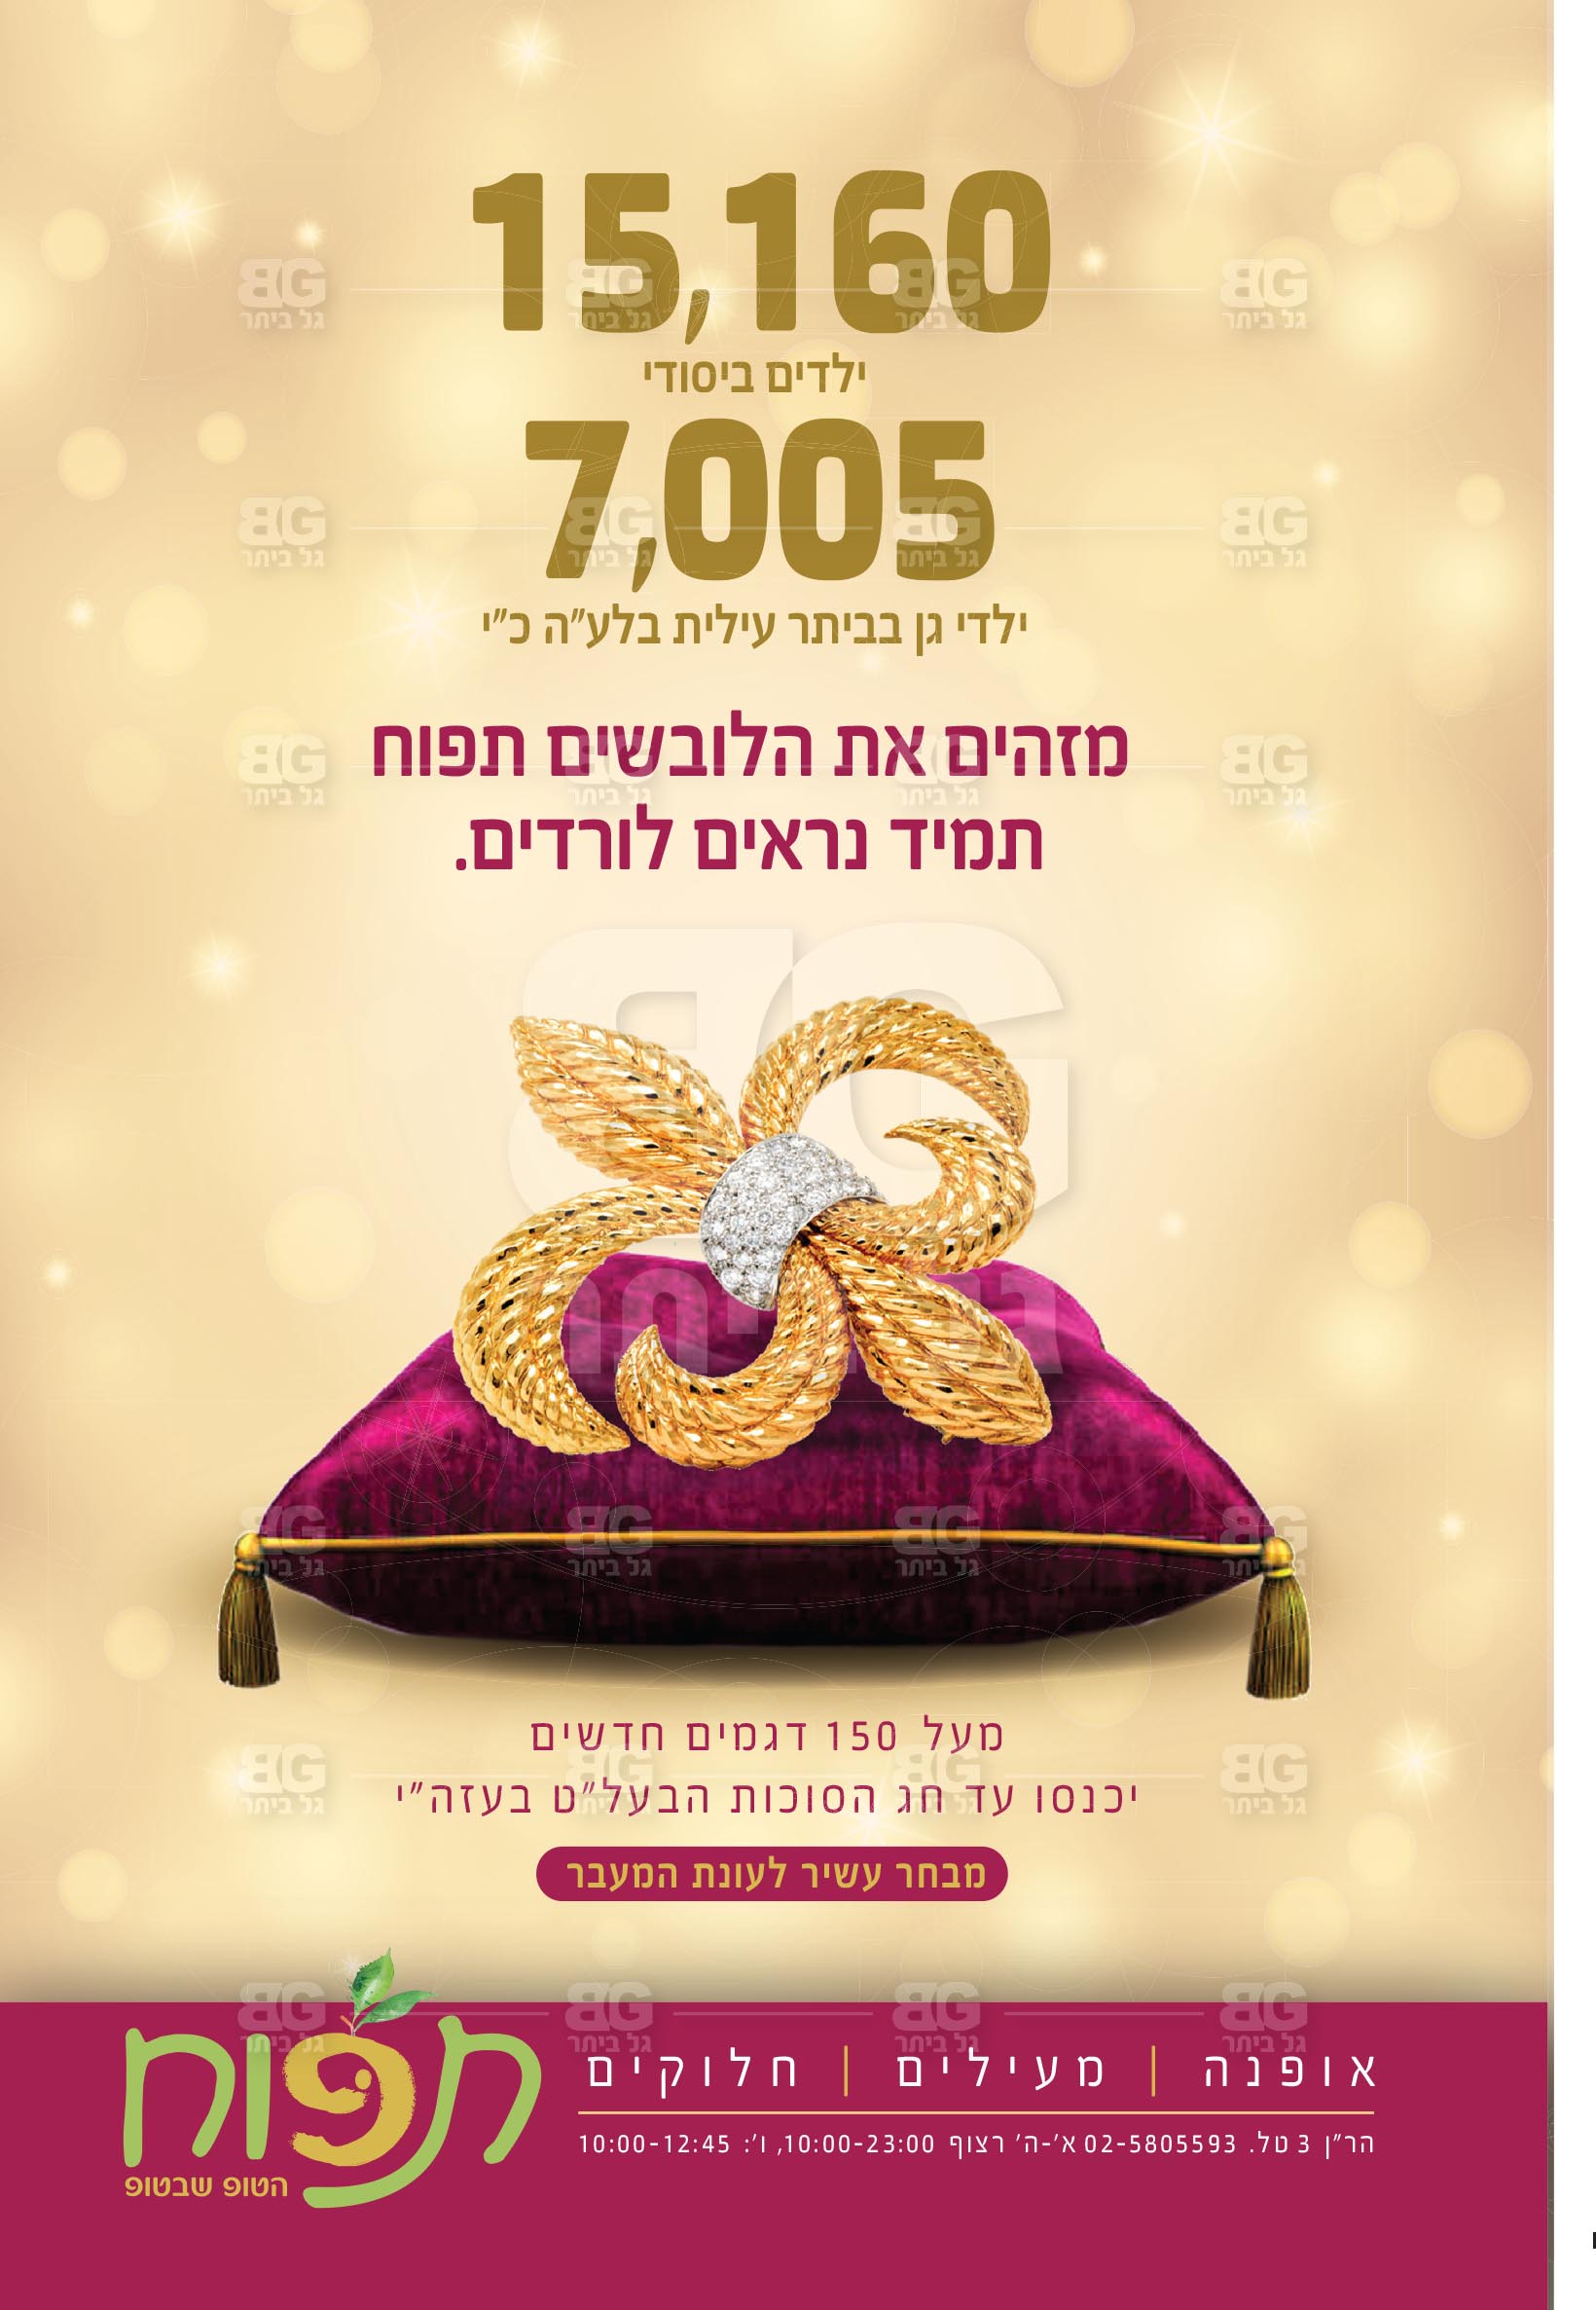 15,160
ילדים ביסודי
7,005
ילדי גן בביתר עילית בלע"ה כ"י
מזהים את הלובשים תפוח
תמיד נראים לורדים.
מעל 150 דגמים חדשים
יכנסו עד חג הסוכות הבעל"ט בעזה"י
מבחר עשיר לעונת המעבר
אופנה | מעילים | חלוקים
הר"ן 3 טל. 02-5805593 א'-ה' רצוף 10:00-23:00, ו': 10:00-12:45
תפוח
הטופ שבטופ
BG
גל ביתר